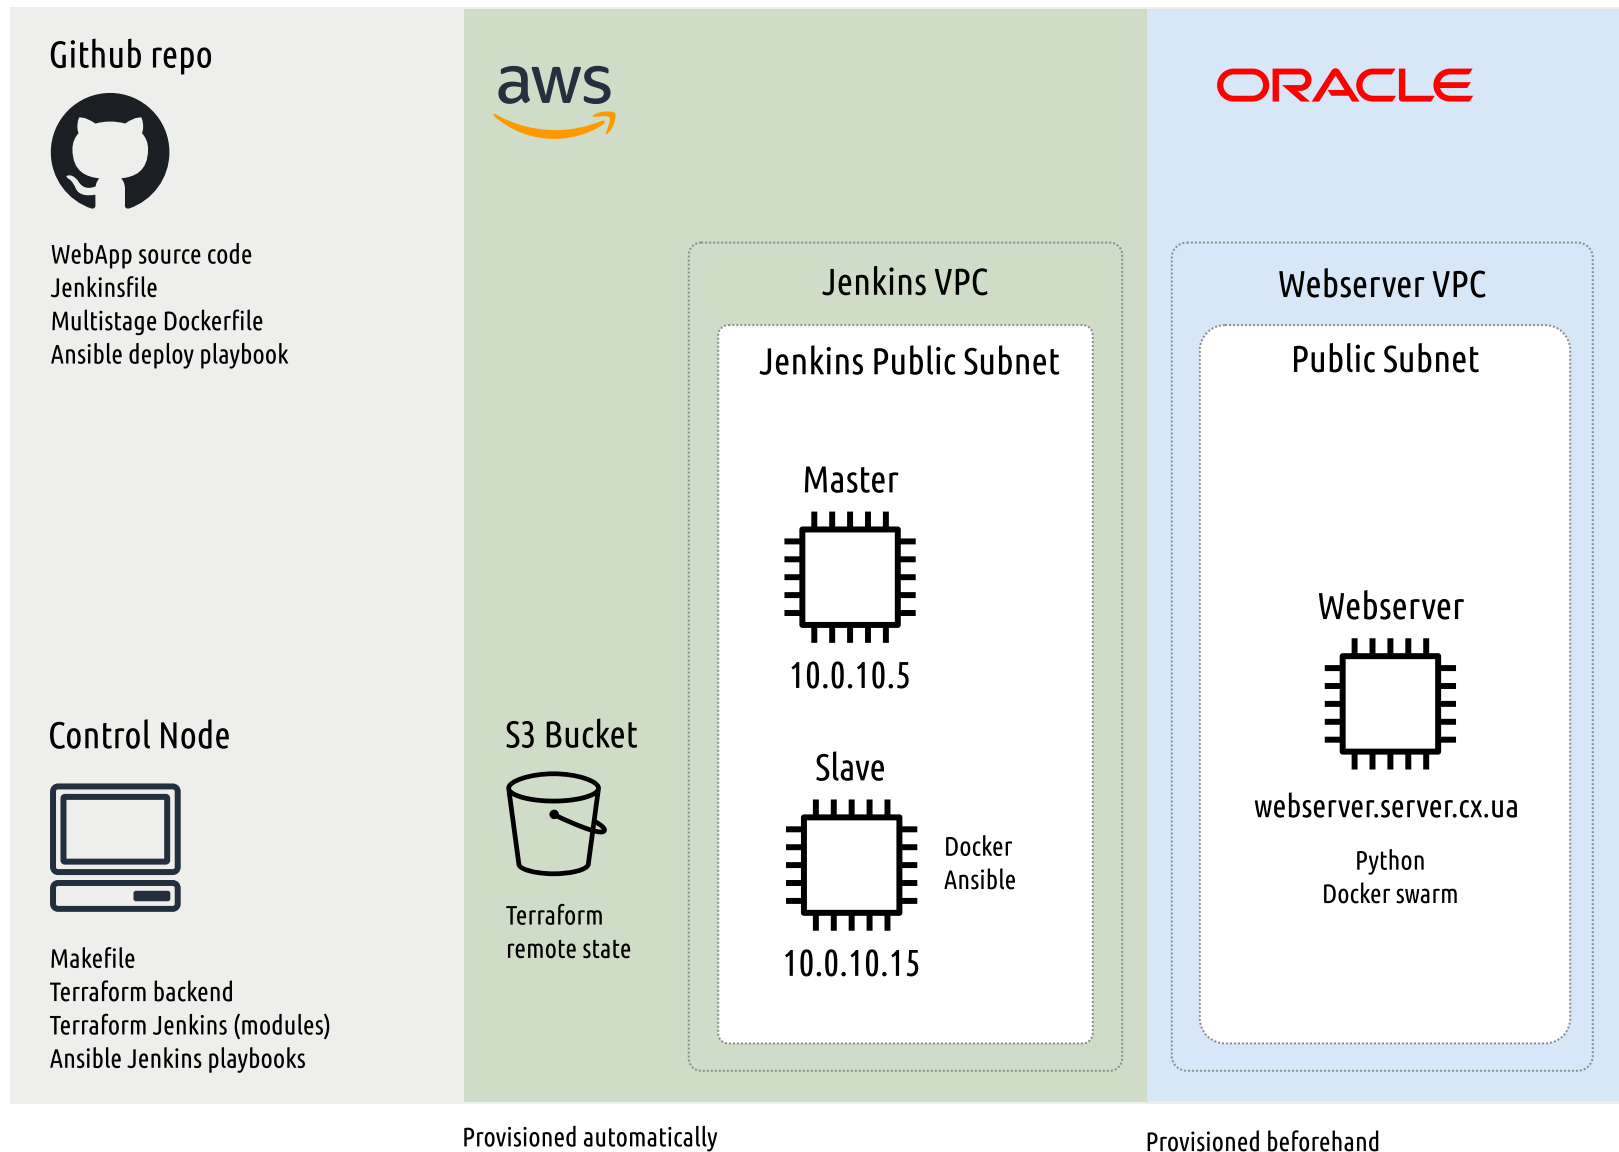 Github repo
WebApp source code
Jenkinsfile
Multistage Dockerfile
Ansible deploy playbook
Control Node
Makefile
Terraform backend
Terraform Jenkins (modules)
Ansible Jenkins playbooks
aws
S3 Bucket
Terraform
remote state
Jenkins VPC
Jenkins Public Subnet
Master
10.0.10.5
Slave
Docker
Ansible
10.0.10.15
ORACLE
Webserver VPC
Public Subnet
Webserver
webserver.server.cx.ua
Python
Docker swarm
Provisioned automatically
Provisioned beforehand